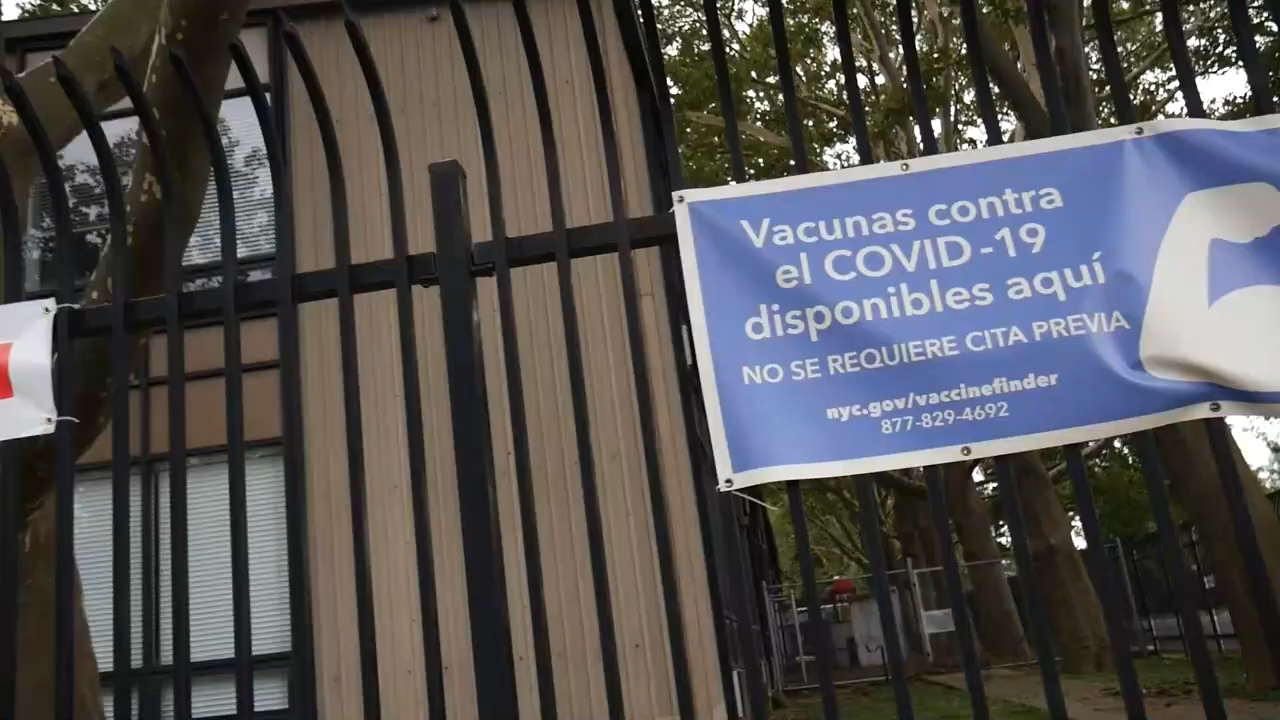 Vacunas contra
el COVID-19
disponibles aquí
NO SE REQUIERE CITA PREVIA
nyc.gov/vaccinefinder
877-829-4692